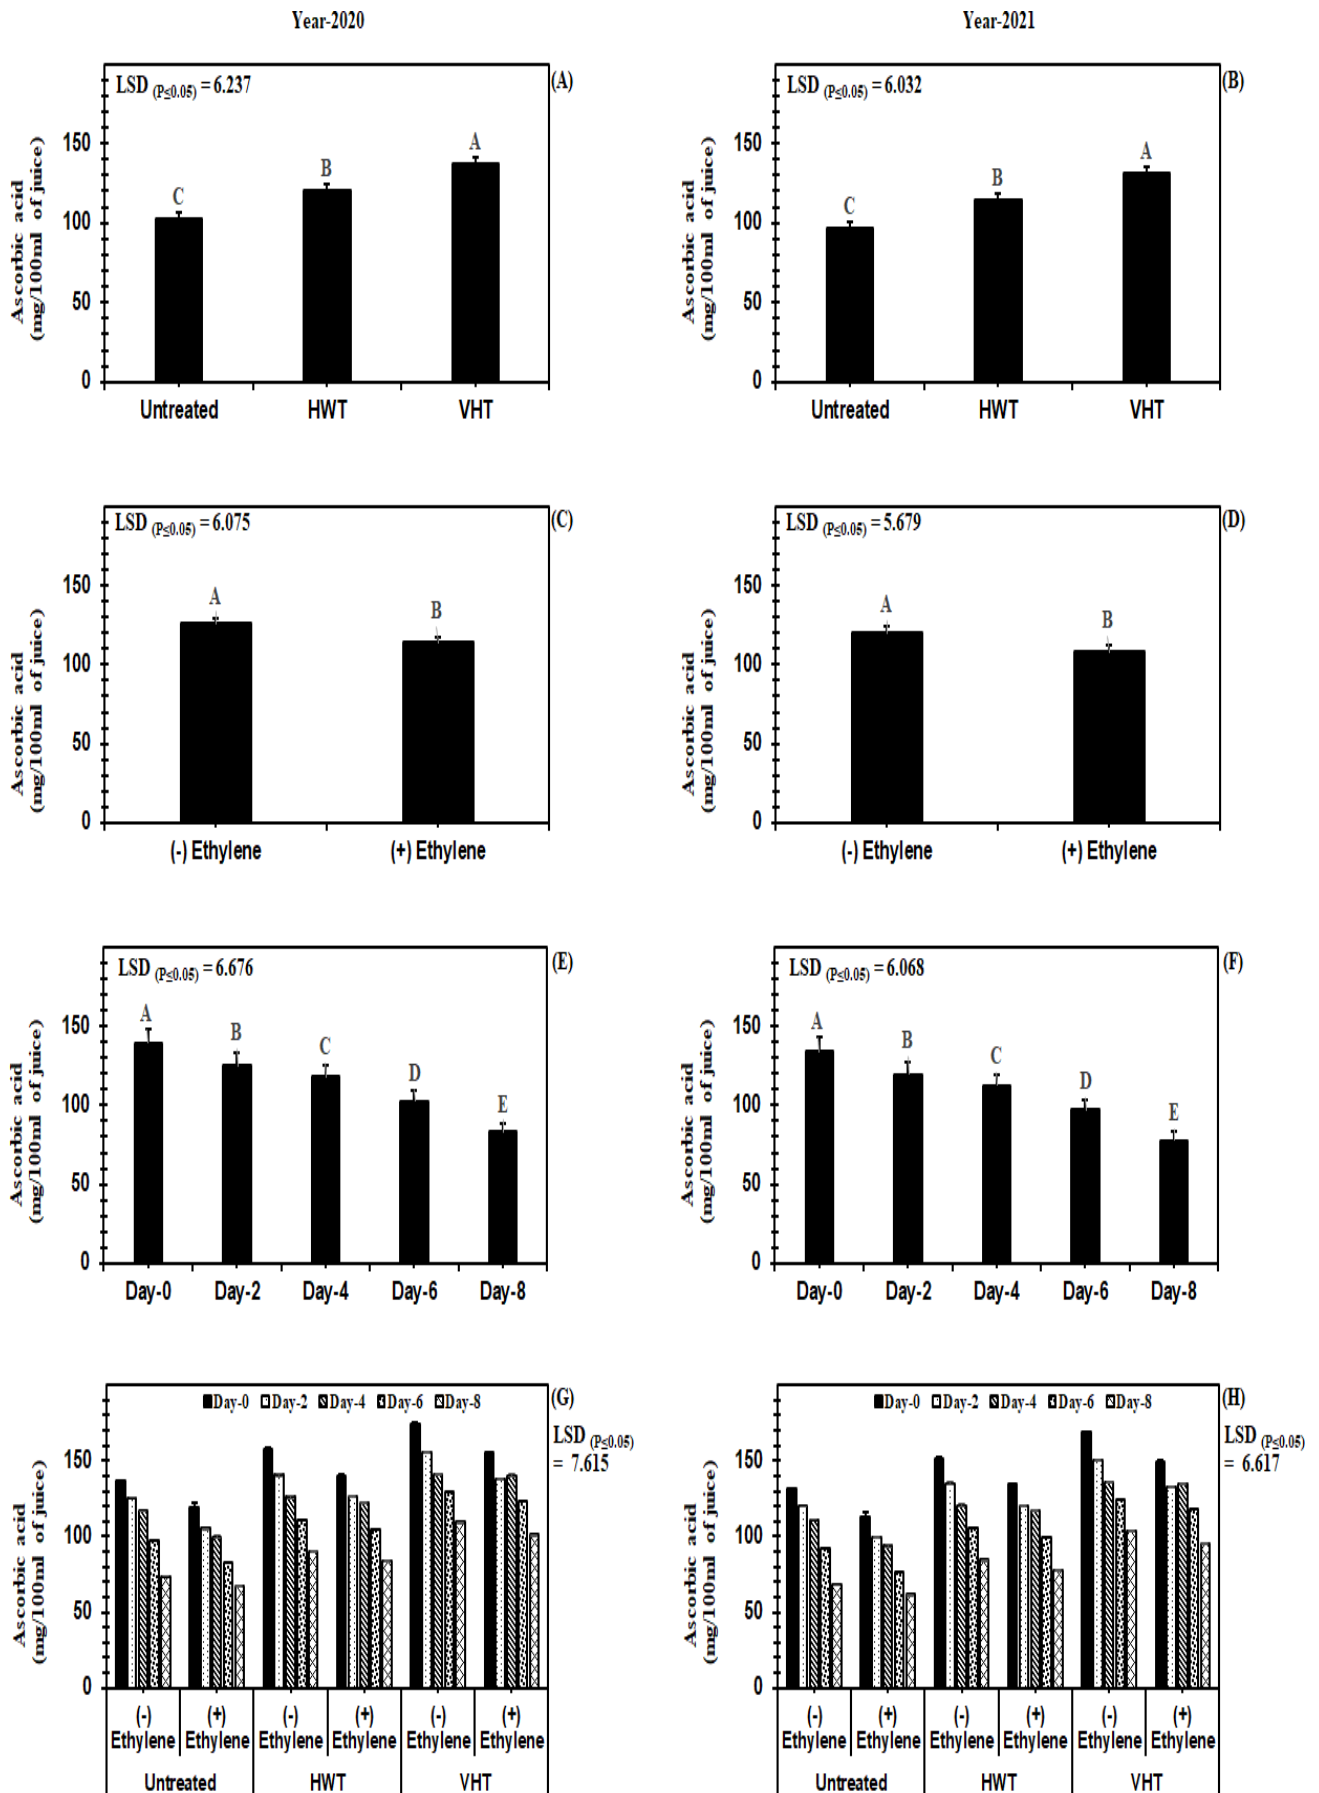 Year-2020
Year-2021
LSD (P≤0.05) = 6.237
(A)
Ascorbic acid
(mg/100ml of juice)
150
100
50
0
C
B
A
Untreated HWT VHT
LSD (P≤0.05) = 6.032
(B)
Ascorbic acid
(mg/100ml of juice)
150
100
50
0
C
B
A
Untreated HWT VHT
LSD (P≤0.05) = 6.075
(C)
Ascorbic acid
(mg/100ml of juice)
150
100
50
0
A
B
(-) Ethylene (+) Ethylene
LSD (P≤0.05) = 5.679
(D)
Ascorbic acid
(mg/100ml of juice)
150
100
50
0
A
B
(-) Ethylene (+) Ethylene
LSD (P≤0.05) = 6.676
(E)
Ascorbic acid
(mg/100ml of juice)
150
100
50
0
A
B
C
D
E
Day-0 Day-2 Day-4 Day-6 Day-8
LSD (P≤0.05) = 6.068
(F)
Ascorbic acid
(mg/100ml of juice)
150
100
50
0
A
B
C
D
E
Day-0 Day-2 Day-4 Day-6 Day-8
Day-0 Day-2 Day-4 Day-6 Day-8
(G)
LSD (P≤0.05)
= 7.615
Ascorbic acid
(mg/100ml of juice)
150
100
50
0
(-) (+) (-) (+) (-) (+)
Ethylene Ethylene Ethylene Ethylene Ethylene Ethylene
Untreated HWT VHT
Day-0 Day-2 Day-4 Day-6 Day-8
(H)
LSD (P≤0.05)
= 6.617
Ascorbic acid
(mg/100ml of juice)
150
100
50
0
(-) (+) (-) (+) (-) (+)
Ethylene Ethylene Ethylene Ethylene Ethylene Ethylene
Untreated HWT VHT